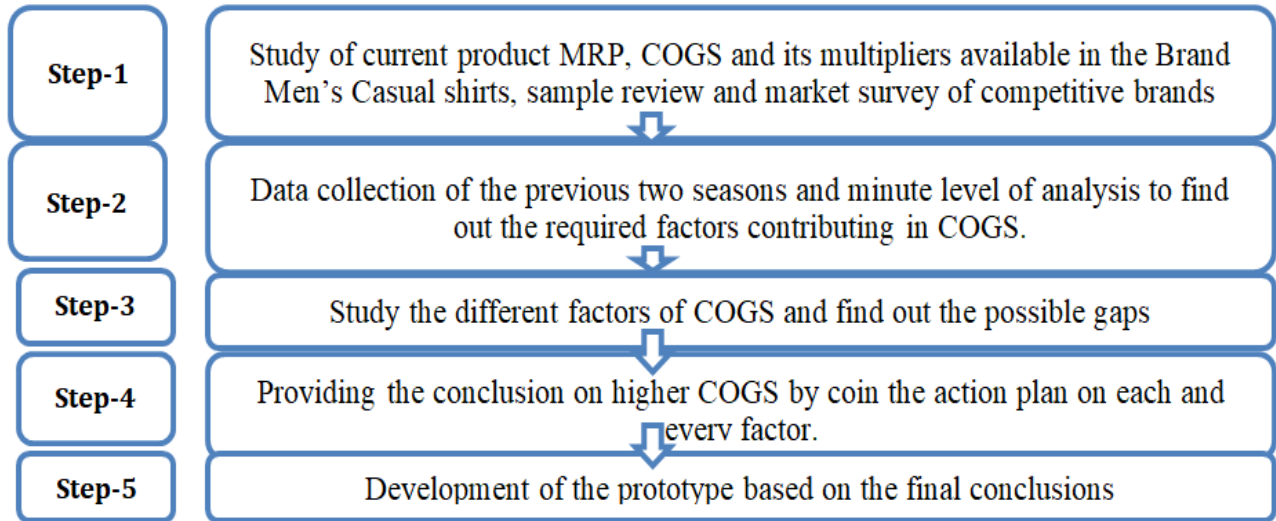 Step-1
Study of current product MRP, COGS and its multipliers available in the Brand
Men’s Casual shirts, sample review and market survey of competitive brands
Step-2
Data collection of the previous two seasons and minute level of analysis to find
out the required factors contributing in COGS.
Step-3
Study the different factors of COGS and find out the possible gaps
Step-4
Providing the conclusion on higher COGS by coin the action plan on each and
every factor.
Step-5
Development of the prototype based on the final conclusions